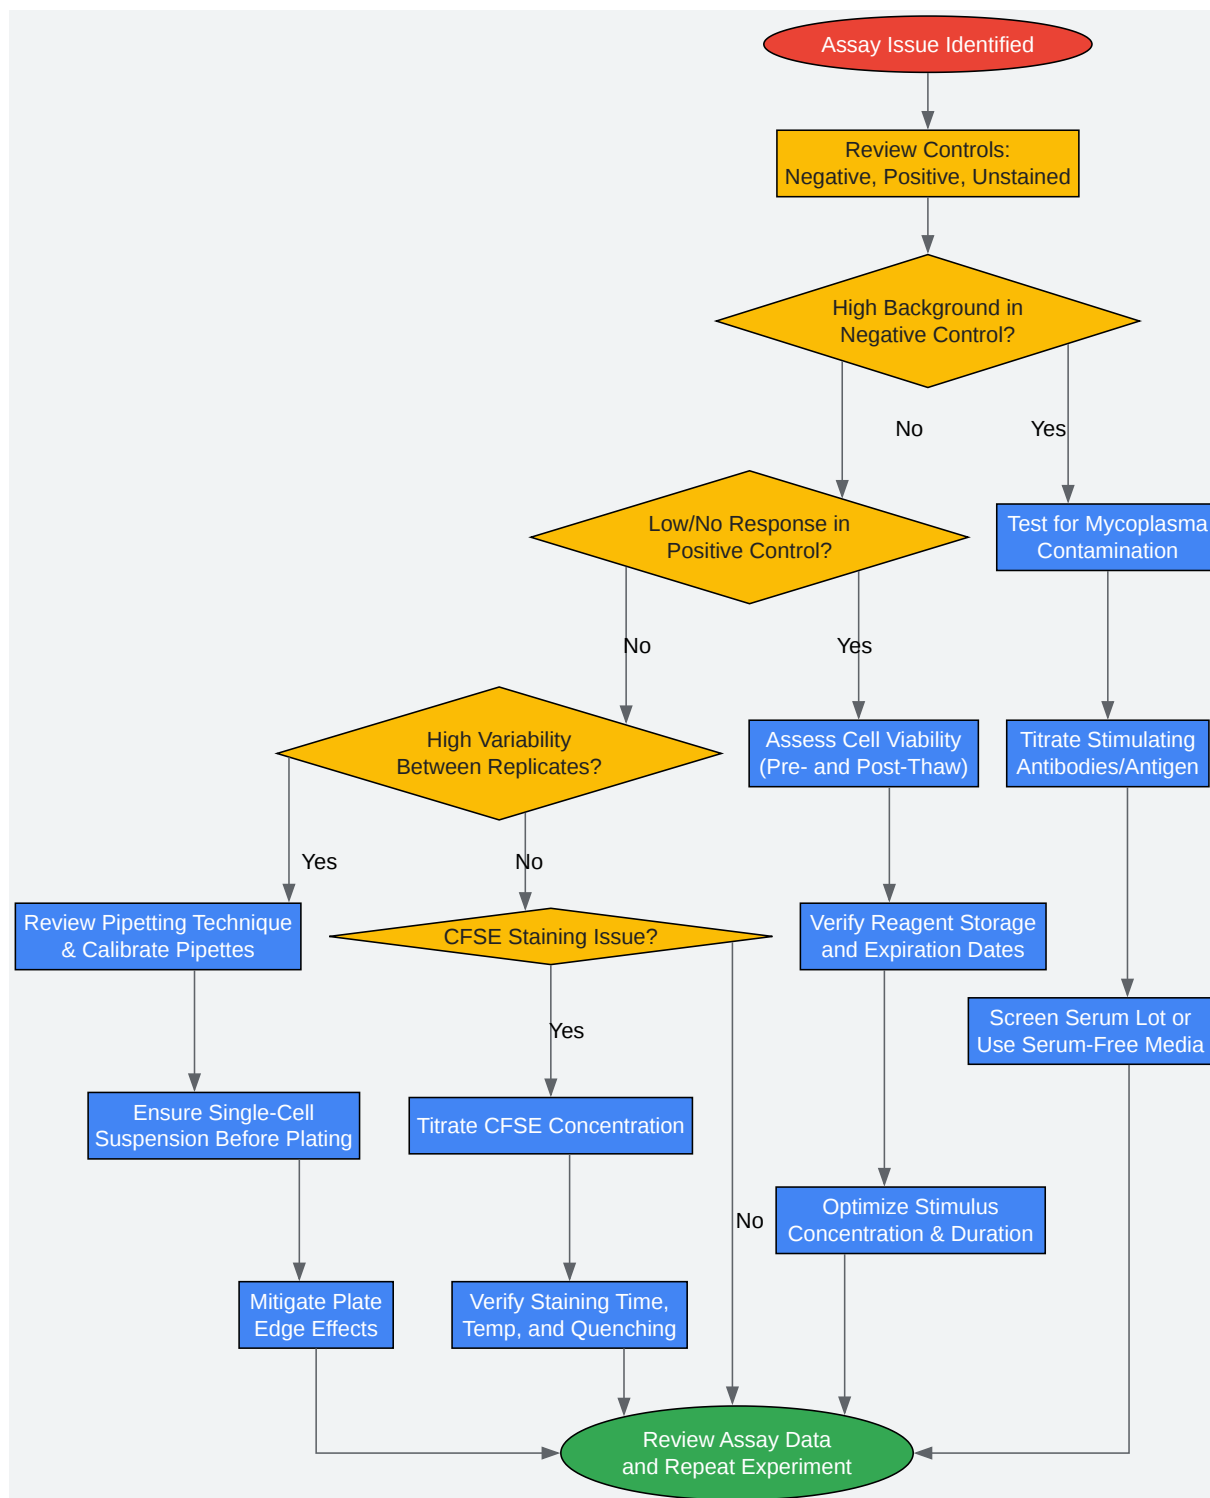 Assay Issue Identified
Review Controls:
Negative, Positive, Unstained
High Background in
Negative Control?
No
Yes
Low/No Response in
Positive Control?
Test for Mycoplasma
Contamination
No
Yes
High Variability
Between Replicates?
Assess Cell Viability
(Pre- and Post-Thaw)
Titrate Stimulating
Antibodies/Antigen
Yes
No
Review Pipetting Technique
& Calibrate Pipettes
CFSE Staining Issue?
Verify Reagent Storage
and Expiration Dates
Screen Serum Lot or
Use Serum-Free Media
Yes
Ensure Single-Cell
Suspension Before Plating
Titrate CFSE Concentration
No
Optimize Stimulus
Concentration & Duration
Mitigate Plate
Edge Effects
Verify Staining Time,
Temp, and Quenching
Review Assay Data
and Repeat Experiment